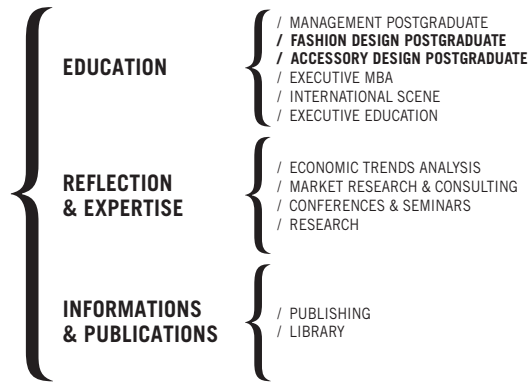 EDUCATION
/ MANAGEMENT POSTGRADUATE
/ FASHION DESIGN POSTGRADUATE
/ ACCESSORY DESIGN POSTGRADUATE
/ EXECUTIVE MBA
/ INTERNATIONAL SCENE
/ EXECUTIVE EDUCATION
REFLECTION
& EXPERTISE
/ ECONOMIC TRENDS ANALYSIS
/ MARKET RESEARCH & CONSULTING
/ CONFERENCES & SEMINARS
/ RESEARCH
INFORMATIONS
& PUBLICATIONS
/ PUBLISHING
/ LIBRARY